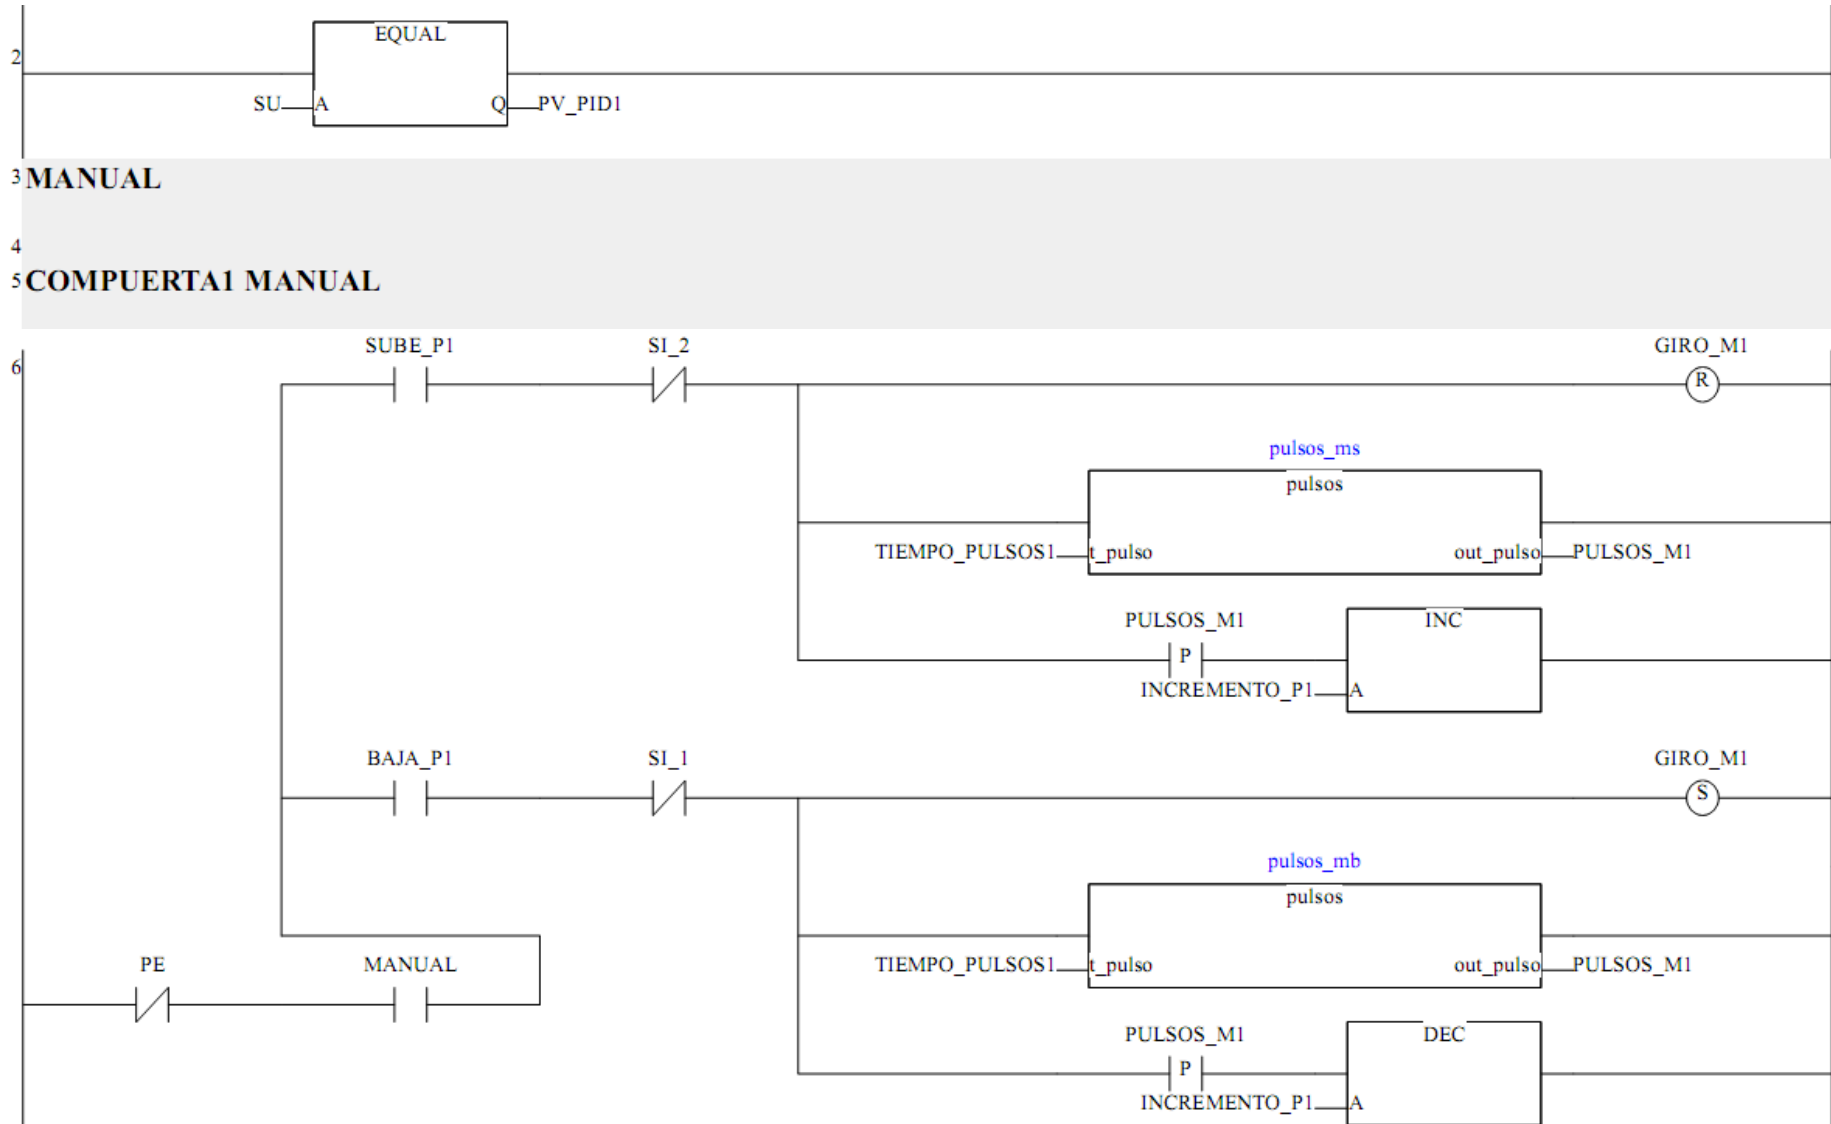 EQUAL
2
SU A Q PV_PID1
3 MANUAL
4
5 COMPUERTA1 MANUAL
6
SUBE_P1 SI_2 GIRO_M1
R
pulsos_ms
pulsos
TIEMPO_PULSOS1 t_pulso out_pulso PULSOS_M1
PULSOS_M1 INC
P
INCREMENTO_P1 A
BAJA_P1 SI_1 GIRO_M1
S
pulsos_mb
pulsos
PE MANUAL TIEMPO_PULSOS1 t_pulso out_pulso PULSOS_M1
PULSOS_M1 DEC
P
INCREMENTO_P1 A